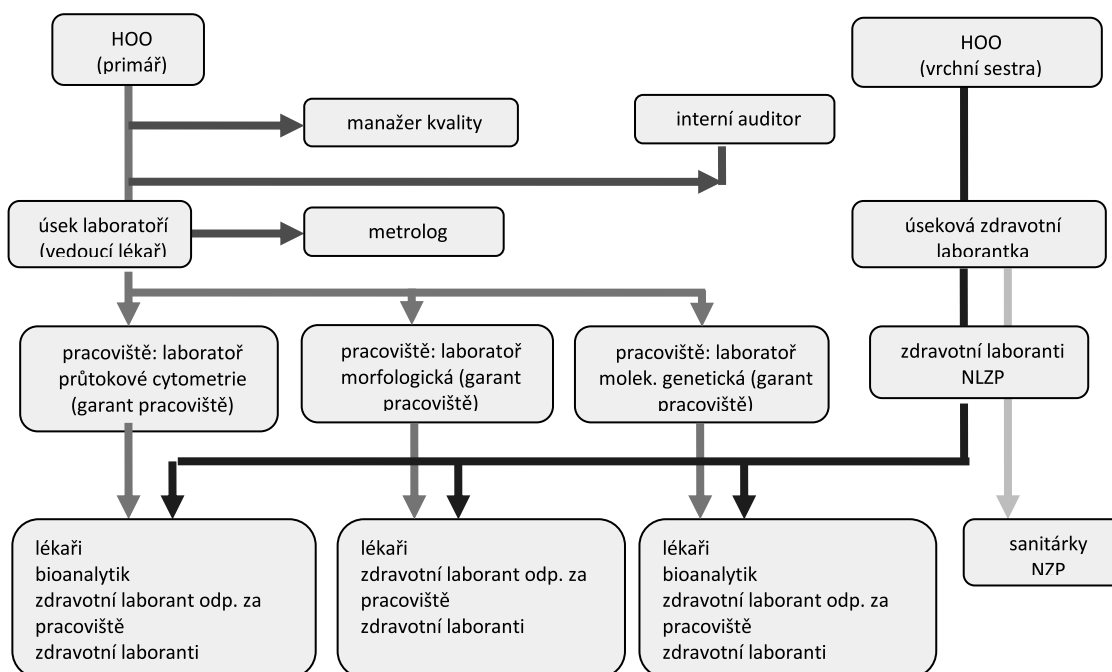 HOO
(primář)
HOO
(vrchní sestra)
manažer kvality
interní auditor
úsek laboratoří
(vedoucí lékař)
metrolog
úseková zdravotní
laborantka
pracoviště: laboratoř
průtokové cytometrie
(garant pracoviště)
pracoviště: laboratoř
morfologická (garant
pracoviště)
pracoviště: laboratoř
molek. genetická (garant
pracoviště)
zdravotní laboranti
NLZP
lékaři
bioanalytik
zdravotní laborant odp. za
pracoviště
zdravotní laboranti
lékaři
zdravotní laborant odp. za
pracoviště
zdravotní laboranti
lékaři
bioanalytik
zdravotní laborant odp. za
pracoviště
zdravotní laboranti
sanitárky
NZP